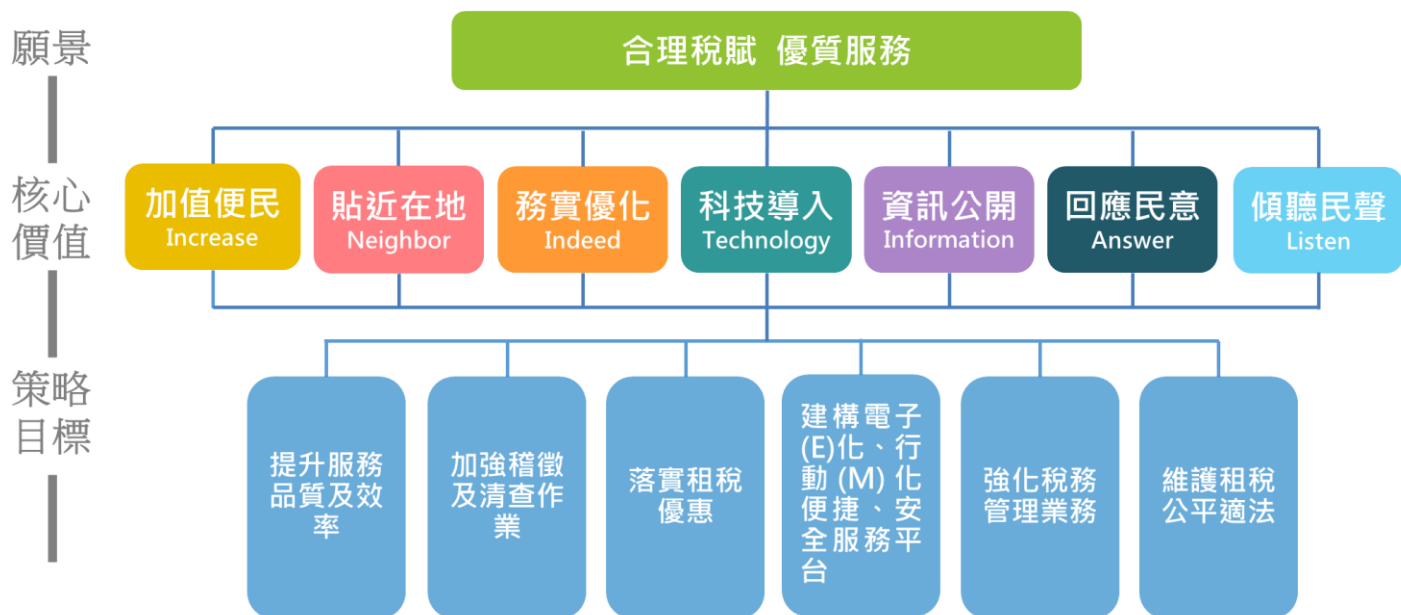 願景
合理稅賦 優質服務
核心
價值
加值便民
Increase
貼近在地
Neighbor
務實優化
Indeed
科技導入
Technology
資訊公開
Information
回應民意
Answer
傾聽民聲
Listen
策略
目標
提升服務
品質及效
率
加強稽徵
及清查作
業
落實租稅
優惠
建構電子
(E)化、行
動(M)化
便捷、安
全服務平
台
強化稅務
管理業務
維護租稅
公平適法